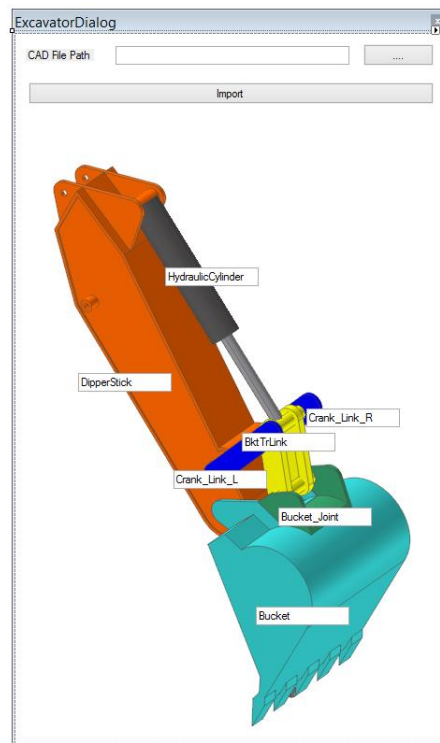 ExcavatorDialog
CAD File Path
....
Import
HydraulicCylinder
DipperStick
Crank_Link_R
BktTrLink
Crank_Link_L
Bucket_Joint
Bucket